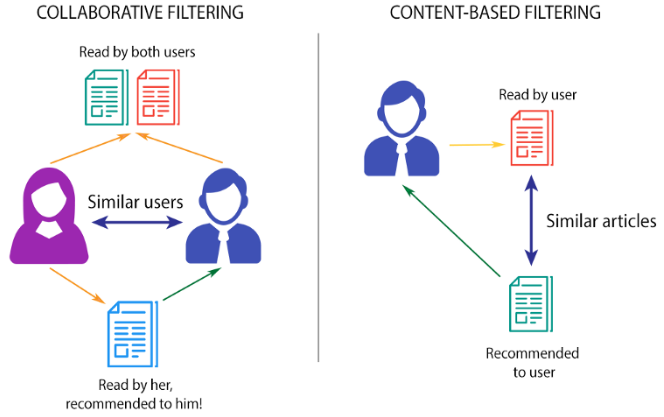 COLLABORATIVE FILTERING
Read by both users
Similar users
Read by her,
recommended to him!
CONTENT-BASED FILTERING
Read by user
Similar articles
Recommended
to user